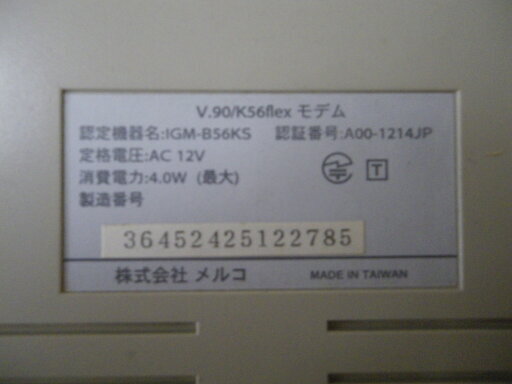 V.90/K56flex モデム
認定機器名:IGM-B56KS 認証番号:A00-1214JP
定格電圧:AC 12V
消費電力:4.0W (最大)
T
製造番号
36452425122785
株式会社 メルコ MADE IN TAIWAN